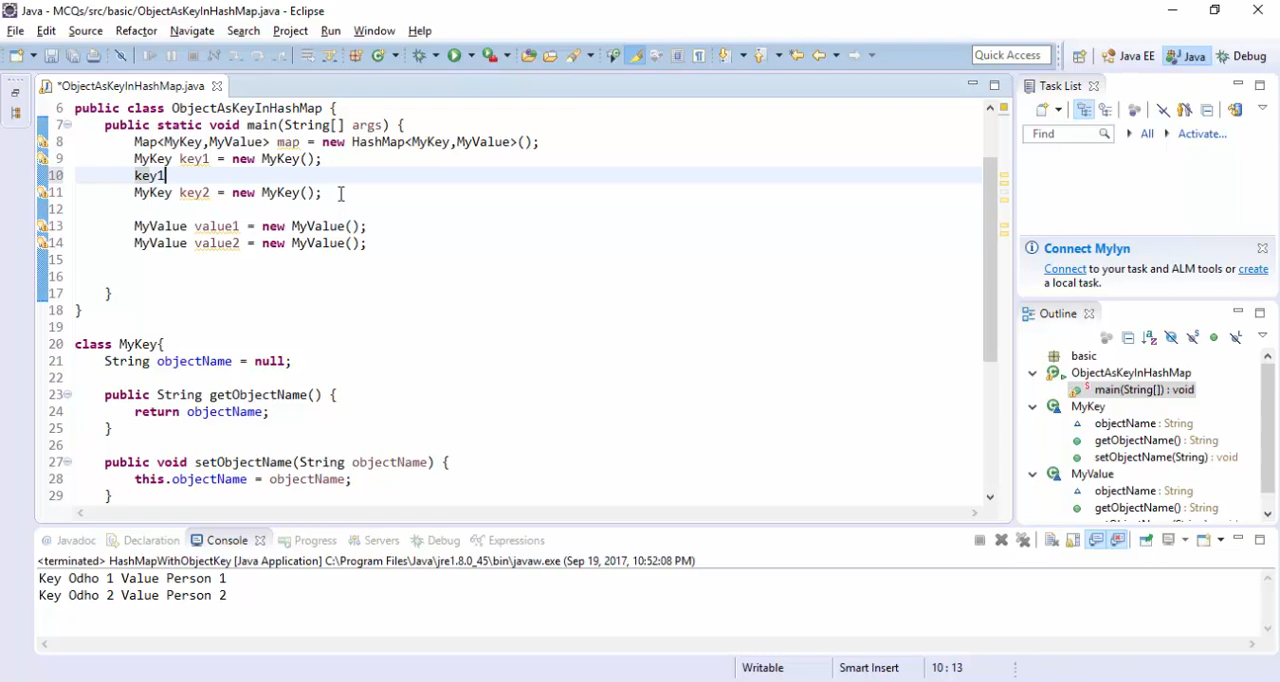 Java - MCQs/src/basic/ObjectAsKeyInHashMap.java - Eclipse
File Edit Source Refactor Navigate Search Project Run Window Help
Quick Access Java EE Java Debug
*ObjectAsKeyInHashMap.java
6 public class ObjectAsKeyInHashMap {
7 public static void main(String[] args) {
8 Map<MyKey,MyValue> map = new HashMap<MyKey,MyValue>();
9 MyKey key1 = new MyKey();
10 key1
11 MyKey key2 = new MyKey();
12
13 MyValue value1 = new MyValue();
14 MyValue value2 = new MyValue();
15
16
17 }
18 }
19
20 class MyKey{
21 String objectName = null;
22
23 public String getObjectName() {
24 return objectName;
25 }
26
27 public void setObjectName(String objectName) {
28 this.objectName = objectName;
29 }
Task List
Find All Activate...
Connect Mylyn
Connect to your task and ALM tools or create
a local task.
Outline
basic
ObjectAsKeyInHashMap
main(String[]) : void
MyKey
objectName : String
getObjectName() : String
setObjectName(String) : void
MyValue
objectName : String
getObjectName() : String
Javadoc Declaration Console Progress Servers Debug Expressions
<terminated> HashMapWithObjectKey [Java Application] C:\Program Files\Java\jre1.8.0_45\bin\javaw.exe (Sep 19, 2017, 10:52:08 PM)
Key Odho 1 Value Person 1
Key Odho 2 Value Person 2
Writable Smart Insert 10 : 13